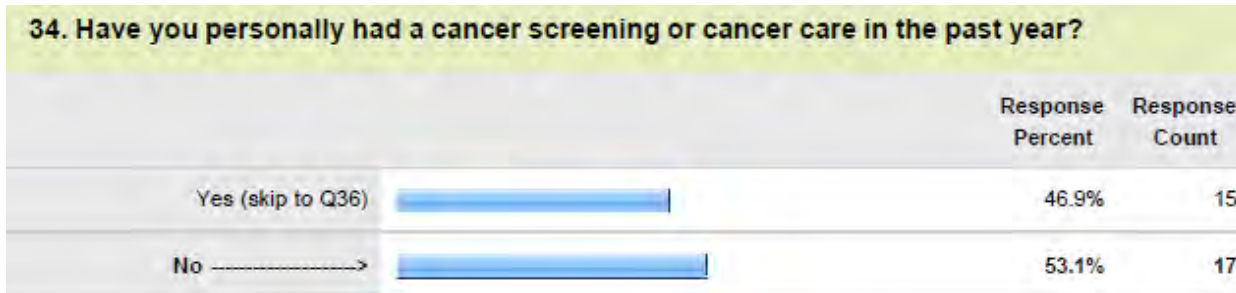 34. Have you personally had a cancer screening or cancer care in the past year?
Response Response
Percent Count
Yes (skip to Q36) 46.9% 15
No --------------------> 53.1% 17